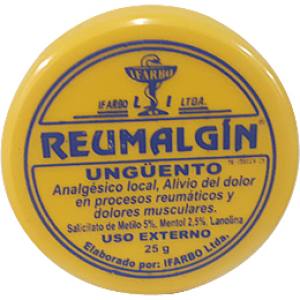 IFARBO
IFARBO L I LTDA.
REUMALGÍN
UNGÜENTO
Analgésico local, Alivio del dolor
en procesos reumáticos y
dolores musculares.
Salicilato de Metilo 5%, Mentol 2,5%, Lanolina
USO EXTERNO
25 g
Elaborado por: IFARBO Ltda.